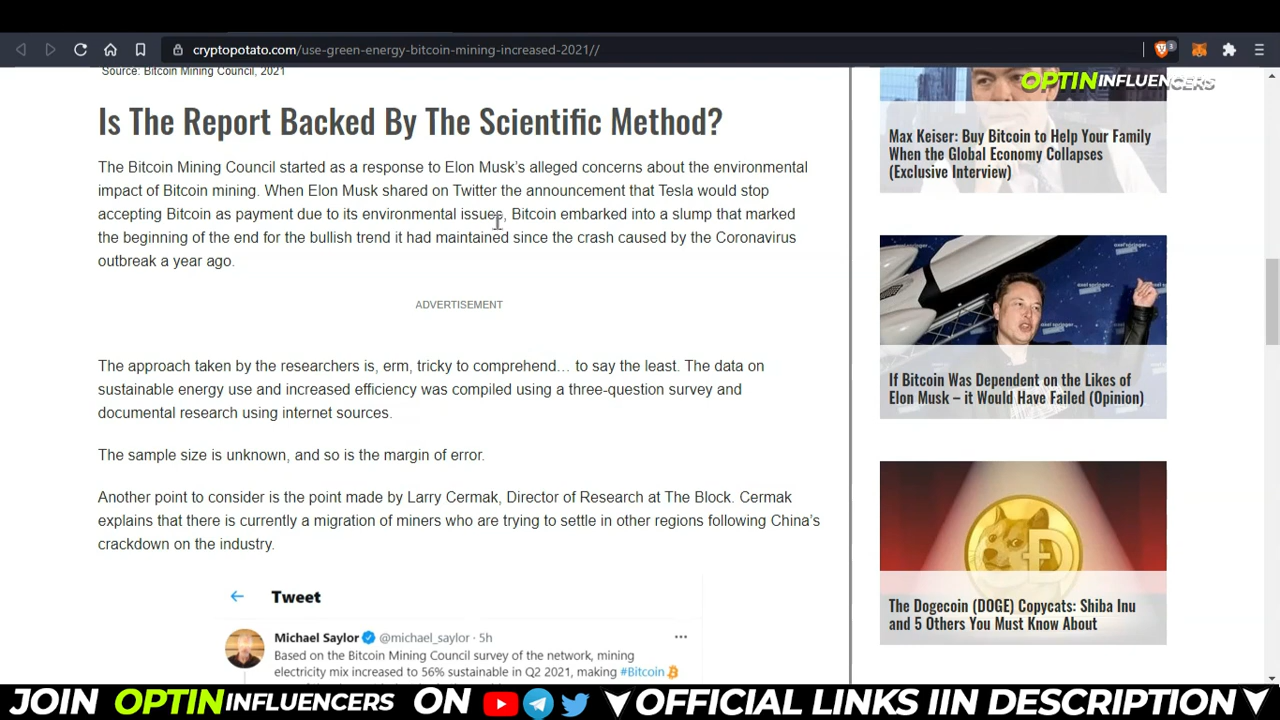 cryptopotato.com/use-green-energy-bitcoin-mining-increased-2021//
3
Source: Bitcoin Mining Council, 2021
OPTININFLUENCERS
Is The Report Backed By The Scientific Method?
The Bitcoin Mining Council started as a response to Elon Musk's alleged concerns about the environmental
impact of Bitcoin mining. When Elon Musk shared on Twitter the announcement that Tesla would stop
accepting Bitcoin as payment due to its environmental issues, Bitcoin embarked into a slump that marked
the beginning of the end for the bullish trend it had maintained since the crash caused by the Coronavirus
outbreak a year ago.
ADVERTISEMENT
The approach taken by the researchers is, erm, tricky to comprehend… to say the least. The data on
sustainable energy use and increased efficiency was compiled using a three-question survey and
documental research using internet sources.
The sample size is unknown, and so is the margin of error.
Another point to consider is the point made by Larry Cermak, Director of Research at The Block. Cermak
explains that there is currently a migration of miners who are trying to settle in other regions following China's
crackdown on the industry.
Tweet
Michael Saylor @michael_saylor · 5h
Based on the Bitcoin Mining Council survey of the network, mining
electricity mix increased to 56% sustainable in Q2 2021, making #Bitcoin
Max Keiser: Buy Bitcoin to Help Your Family
When the Global Economy Collapses
(Exclusive Interview)
axel springer
axel springer
If Bitcoin Was Dependent on the Likes of
Elon Musk – it Would Have Failed (Opinion)
The Dogecoin (DOGE) Copycats: Shiba Inu
and 5 Others You Must Know About
JOIN OPTININFLUENCERS ON OFFICIAL LINKS IIN DESCRIPTION